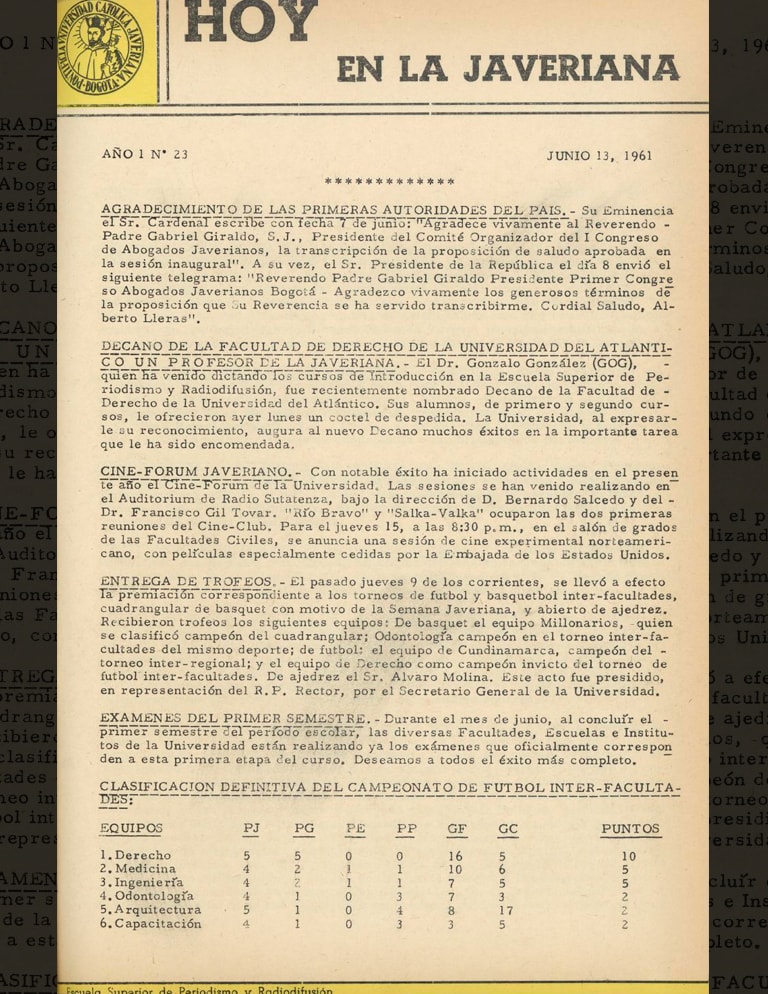 PONTIFICIA UNIVERSIDAD CATOLICA JAVERIANA - BOGOTA
HOY
EN LA JAVERIANA
AÑO 1 N° 23 JUNIO 13, 1961
*************
AGRADECIMIENTO DE LAS PRIMERAS AUTORIDADES DEL PAIS.- Su Eminencia
el Sr. Cardenal escribe con fecha 7 de junio: "Agradece vivamente al Reverendo -
Padre Gabriel Giraldo, S.J., Presidente del Comité Organizador del I Congreso
de Abogados Javerianos, la transcripción de la proposición de saludo aprobada en
la sesión inaugural". A su vez, el Sr. Presidente de la República el día 8 envió el
siguiente telegrama: "Reverendo Padre Gabriel Giraldo Presidente Primer Congre
so Abogados Javerianos Bogotá - Agradezco vivamente los generosos términos de
la proposición que Su Reverencia se ha servido transcribirme. Cordial Saludo, Al-
berto Lleras".
DECANO DE LA FACULTAD DE DERECHO DE LA UNIVERSIDAD DEL ATLANTI-
CO UN PROFESOR DE LA JAVERIANA.- El Dr. Gonzalo González (GOG), -
quien ha venido dictando los cursos de Introducción en la Escuela Superior de Pe-
riodismo y Radiodifusión, fue recientemente nombrado Decano de la Facultad de -
Derecho de la Universidad del Atlántico. Sus alumnos, de primero y segundo cur-
sos, le ofrecieron ayer lunes un coctel de despedida. La Universidad, al expresar-
le su reconocimiento, augura al nuevo Decano muchos éxitos en la importante tarea
que le ha sido encomendada.
CINE-FORUM JAVERIANO.- Con notable éxito ha iniciado actividades en el presen
te año el Cine-Forum de la Universidad. Las sesiones se han venido realizando en
el Auditorium de Radio Sutatenza, bajo la dirección de D. Bernardo Salcedo y del -
Dr. Francisco Gil Tovar. "Río Bravo" y "Salka-Valka" ocuparon las dos primeras
reuniones del Cine-Club. Para el jueves 15, a las 8:30 p.m., en el salón de grados
de las Facultades Civiles, se anuncia una sesión de cine experimental norteameri-
cano, con películas especialmente cedidas por la Embajada de los Estados Unidos.
ENTREGA DE TROFEOS.- El pasado jueves 9 de los corrientes, se llevó a efecto
la premiación correspondiente a los torneos de futbol y basquetbol inter-facultades,
cuadrangular de basquet con motivo de la Semana Javeriana, y abierto de ajedrez.
Recibieron trofeos los siguientes equipos: De basquet el equipo Millonarios, quien
se clasificó campeón del cuadrangular; Odontología campeón en el torneo inter-fa-
cultades del mismo deporte; de futbol: el equipo de Cundinamarca, campeón del -
torneo inter-regional; y el equipo de Derecho como campeón invicto del torneo de
futbol inter-facultades. De ajedrez el Sr. Alvaro Molina. Este acto fue presidido,
en representación del R.P. Rector, por el Secretario General de la Universidad.
EXAMENES DEL PRIMER SEMESTRE.- Durante el mes de junio, al concluír el -
primer semestre del período escolar, las diversas Facultades, Escuelas e Institu-
tos de la Universidad están realizando ya los exámenes que oficialmente correspon
den a esta primera etapa del curso. Deseamos a todos el éxito más completo.
CLASIFICACION DEFINITIVA DEL CAMPEONATO DE FUTBOL INTER-FACULTA-
DES:
EQUIPOS PJ PG PE PP GF GC PUNTOS
1. Derecho 5 5 0 0 16 5 10
2. Medicina 4 2 1 1 10 6 5
3. Ingeniería 4 2 1 1 7 5 5
4. Odontología 4 1 0 3 7 3 2
5. Arquitectura 5 1 0 4 8 17 2
6. Capacitación 4 1 0 3 3 5 2
Escuela Superior de Periodismo y Radiodifusión